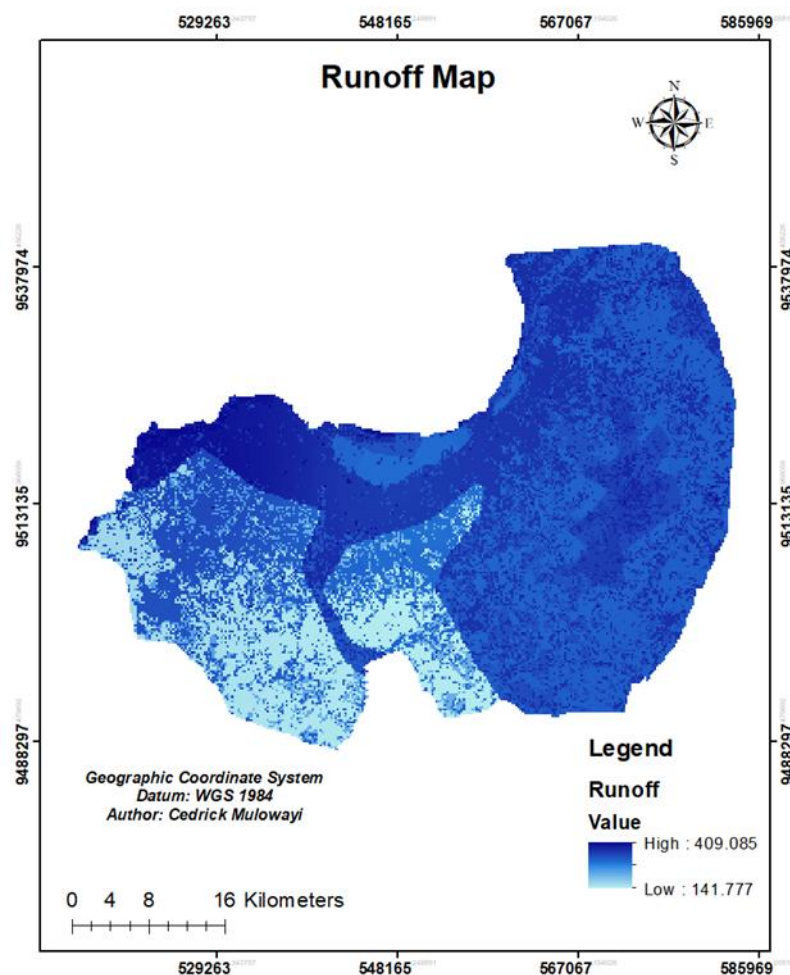 529263 548165 567067 585969
Runoff Map
N
W E
S
9537974 9537974
9513135 9513135
9488297 9488297
Geographic Coordinate System
Datum: WGS 1984
Author: Cedrick Mulowayi
Legend
Runoff
Value
High : 409.085
Low : 141.777
0 4 8 16 Kilometers
529263 548165 567067 585969